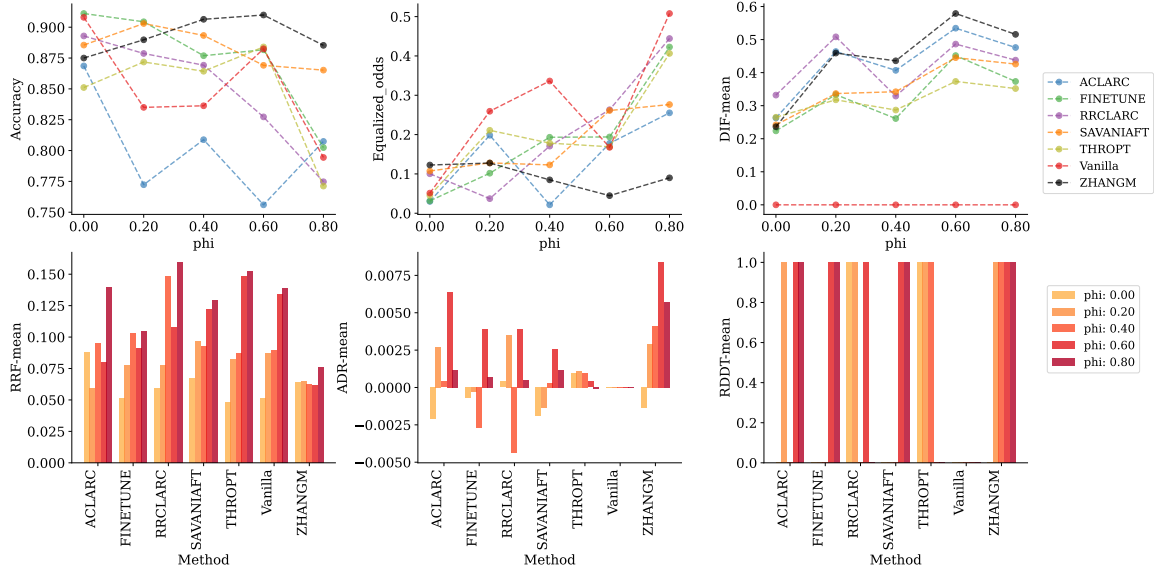 0.900
0.875
0.850
0.825
0.800
0.775
0.750
Accuracy
0.00 0.20 0.40 0.60 0.80
phi
0.5
0.4
0.3
0.2
0.1
0.0
Equalized_odds
0.00 0.20 0.40 0.60 0.80
phi
0.6
0.5
0.4
0.3
0.2
0.1
0.0
DIF-mean
0.00 0.20 0.40 0.60 0.80
phi
ACLARC
FINETUNE
RRCLARC
SAVANIAFT
THROPT
Vanilla
ZHANGM
0.150
0.125
0.100
0.075
0.050
0.025
0.000
RRF-mean
ACLARC
FINETUNE
RRCLARC
SAVANIAFT
THROPT
Vanilla
ZHANGM
Method
0.0075
0.0050
0.0025
0.0000
−0.0025
−0.0050
ADR-mean
ACLARC
FINETUNE
RRCLARC
SAVANIAFT
THROPT
Vanilla
ZHANGM
Method
1.0
0.8
0.6
0.4
0.2
0.0
RDDT-mean
ACLARC
FINETUNE
RRCLARC
SAVANIAFT
THROPT
Vanilla
ZHANGM
Method
phi: 0.00
phi: 0.20
phi: 0.40
phi: 0.60
phi: 0.80